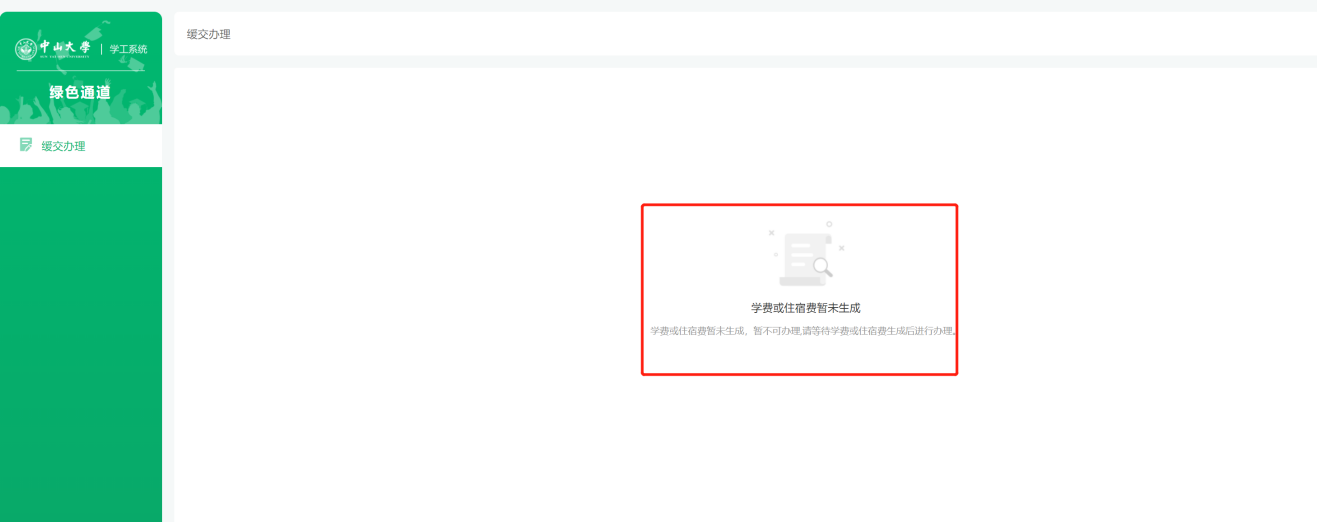 缓交办理
中山大学 | 学工系统
绿色通道
缓交办理
学费或住宿费暂未生成
学费或住宿费暂未生成，暂不可办理,请等待学费或住宿费生成后进行办理。